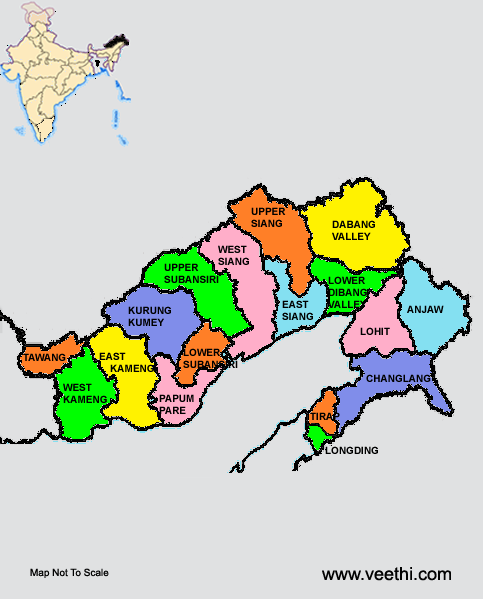 UPPER
SIANG
DABANG
VALLEY
WEST
SIANG
UPPER
SUBANSIRI
LOWER
DIBANG
VALLEY
EAST
SIANG
ANJAW
KURUNG
KUMEY
LOHIT
TAWANG
EAST
KAMENG
LOWER
SUBANSIRI
CHANGLANG
WEST
KAMENG
PAPUM
PARE
TIRAP
LONGDING
Map Not To Scale
www.veethi.com